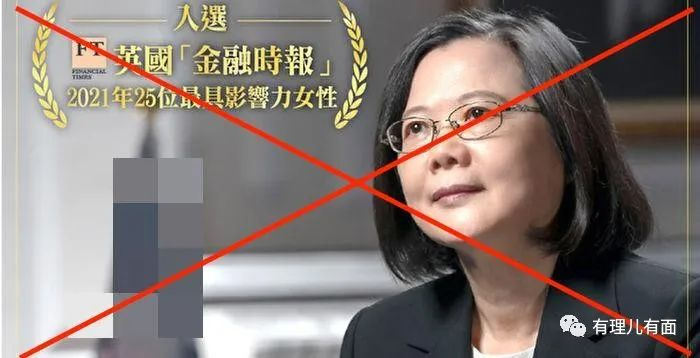 入選
FT
FINANCIAL
TIMES
英國「金融時報」
2021年25位最具影響力女性
有理儿有面